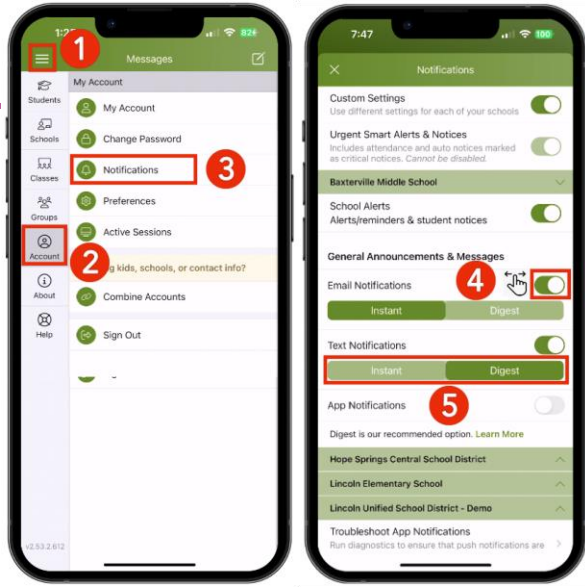 1
82
Messages
My Account
Students
My Account
Schools
Change Password
Classes
Notifications
3
Groups
Preferences
Account
2
Active Sessions
kids, schools, or contact info?
About
Combine Accounts
Help
Sign Out
v2.53.2.612
7:47
100
Notifications
Custom Settings
Use different settings for each of your schools
Urgent Smart Alerts & Notices
Includes attendance and auto notices marked
as critical notices. Cannot be disabled.
Baxterville Middle School
School Alerts
Alerts/reminders & student notices
General Announcements & Messages
4
Email Notifications
Instant
Digest
Text Notifications
Instant
Digest
5
App Notifications
Digest is our recommended option. Learn More
Hope Springs Central School District
Lincoln Elementary School
Lincoln Unified School District - Demo
Troubleshoot App Notifications
Run diagnostics to ensure that push notifications are